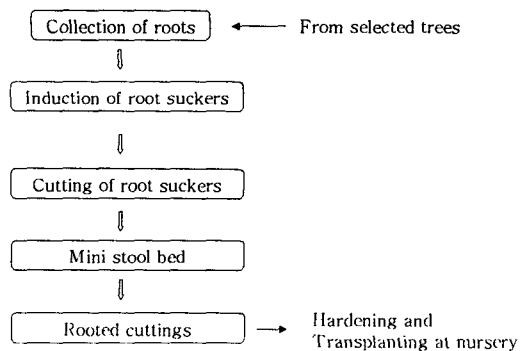 Collection of roots
From selected trees
Induction of root suckers
Cutting of root suckers
Mini stool bed
Rooted cuttings
Hardening and
Transplanting at nursery